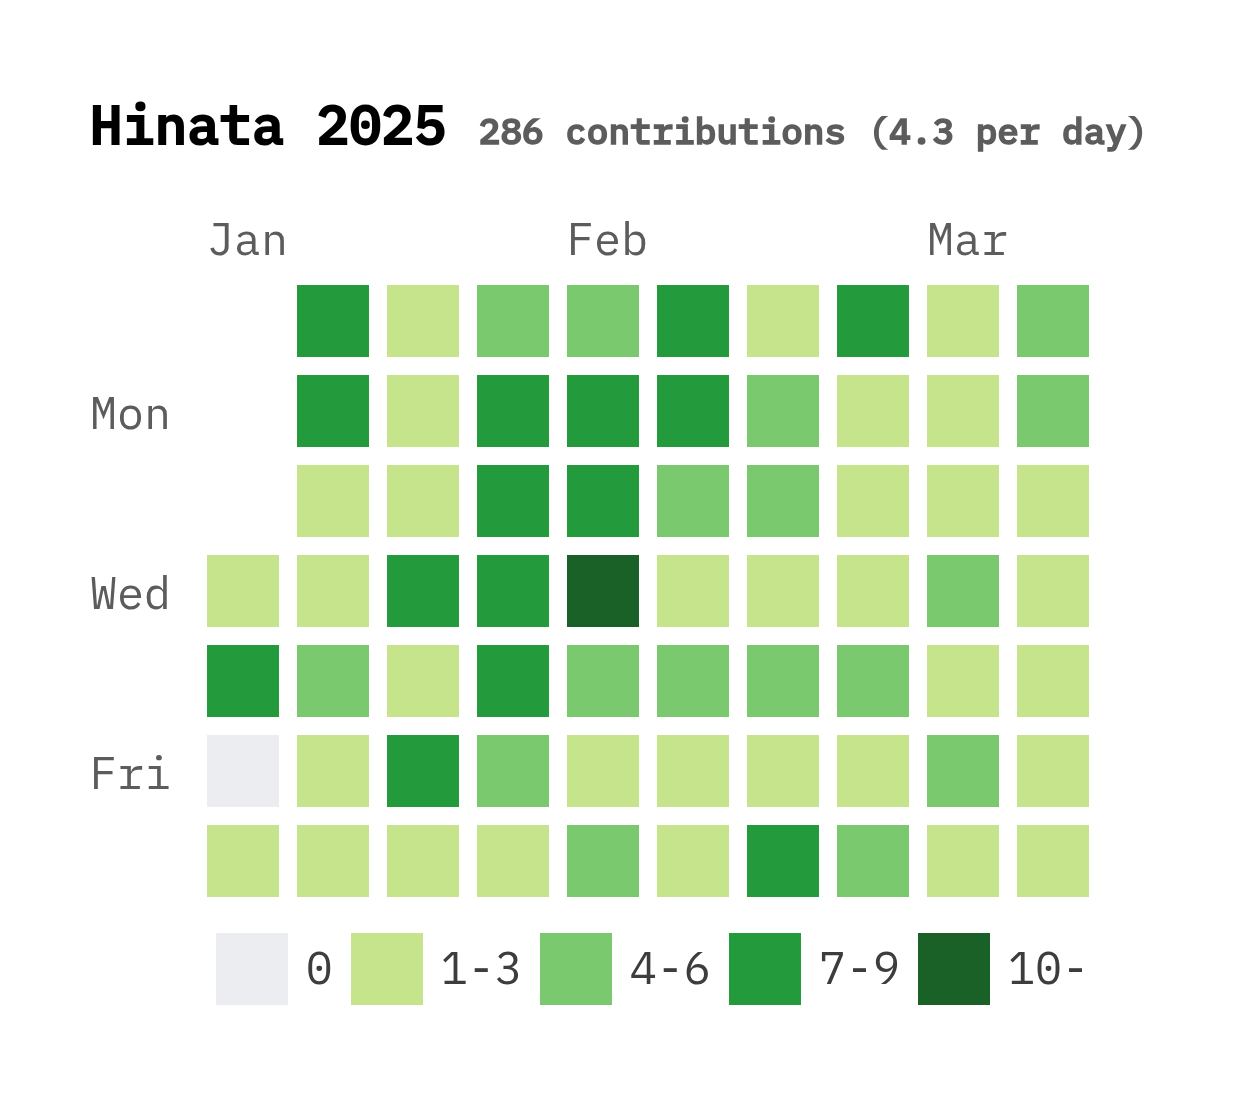 Hinata 2025 286 contributions (4.3 per day)
Jan Feb Mar
Mon
Wed
Fri
0 1-3 4-6 7-9 10-